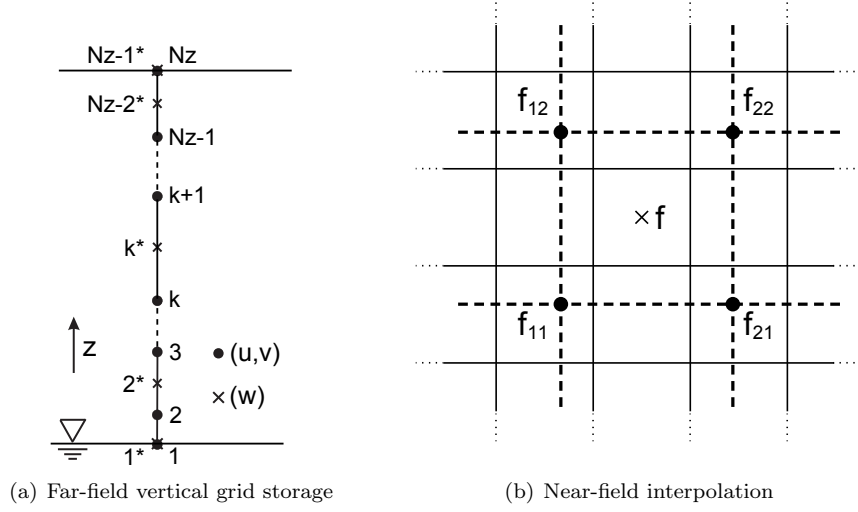 Nz-1* Nz
Nz-2*
Nz-1
k+1
k*
k
z
3
(u,v)
2*
(w)
2
1* 1
(a) Far-field vertical grid storage
f12 f22
f
f11 f21
(b) Near-field interpolation